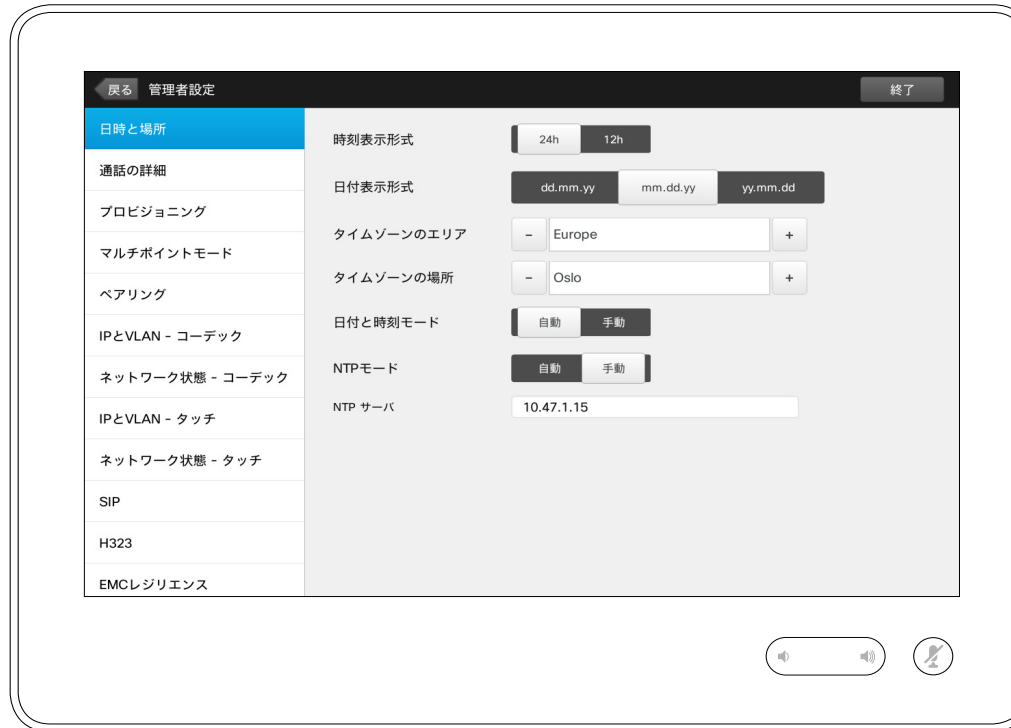 戻る 管理者設定 終了
日時と場所
通話の詳細
プロビジョニング
マルチポイントモード
ペアリング
IPとVLAN - コーデック
ネットワーク状態 - コーデック
IPとVLAN - タッチ
ネットワーク状態 - タッチ
SIP
H323
EMCレジリエンス
時刻表示形式 24h 12h
日付表示形式 dd.mm.yy mm.dd.yy yy.mm.dd
タイムゾーンのエリア - Europe +
タイムゾーンの場所 - Oslo +
日付と時刻モード 自動 手動
NTPモード 自動 手動
NTP サーバ 10.47.1.15